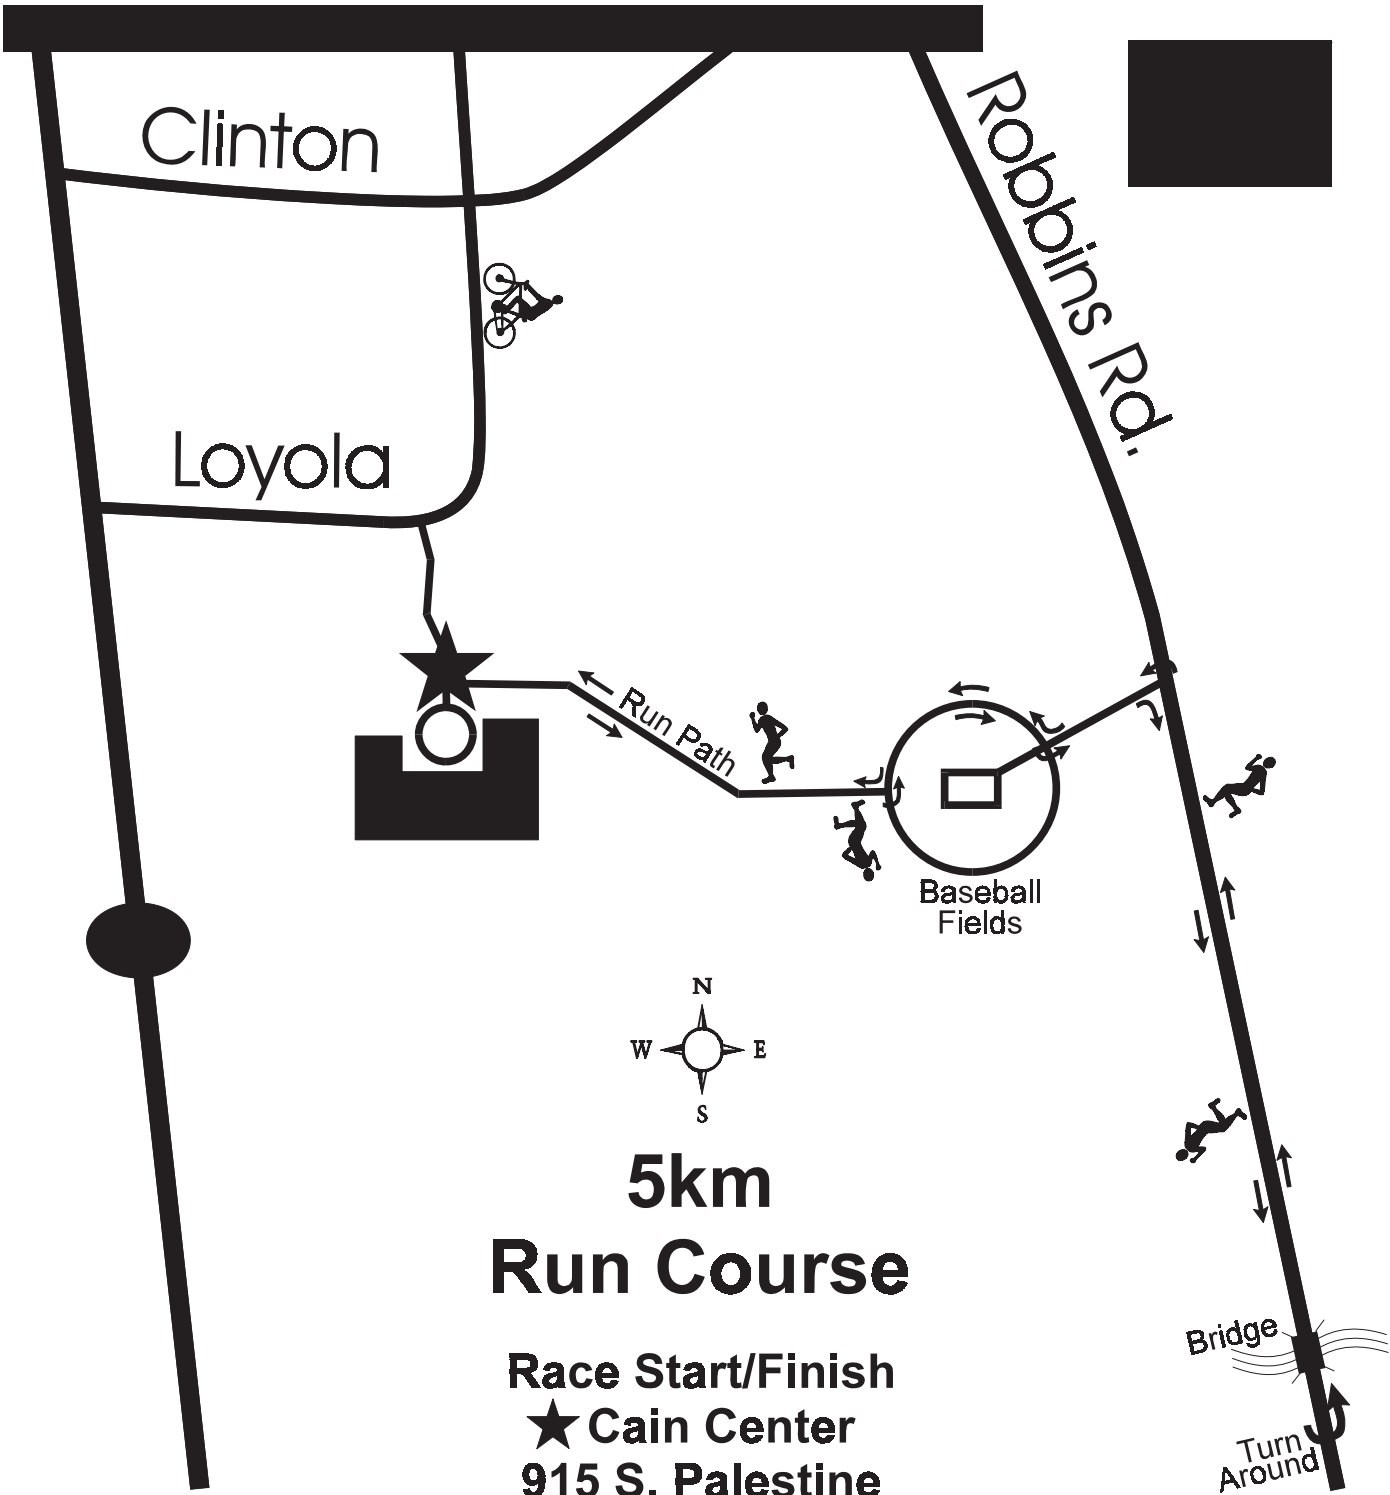 Clinton
Robbins Rd.
Loyola
Run Path
Baseball
Fields
N
W E
S
5km
Run Course
Bridge
Race Start/Finish
Cain Center
Turn
Around
915 S. Palestine